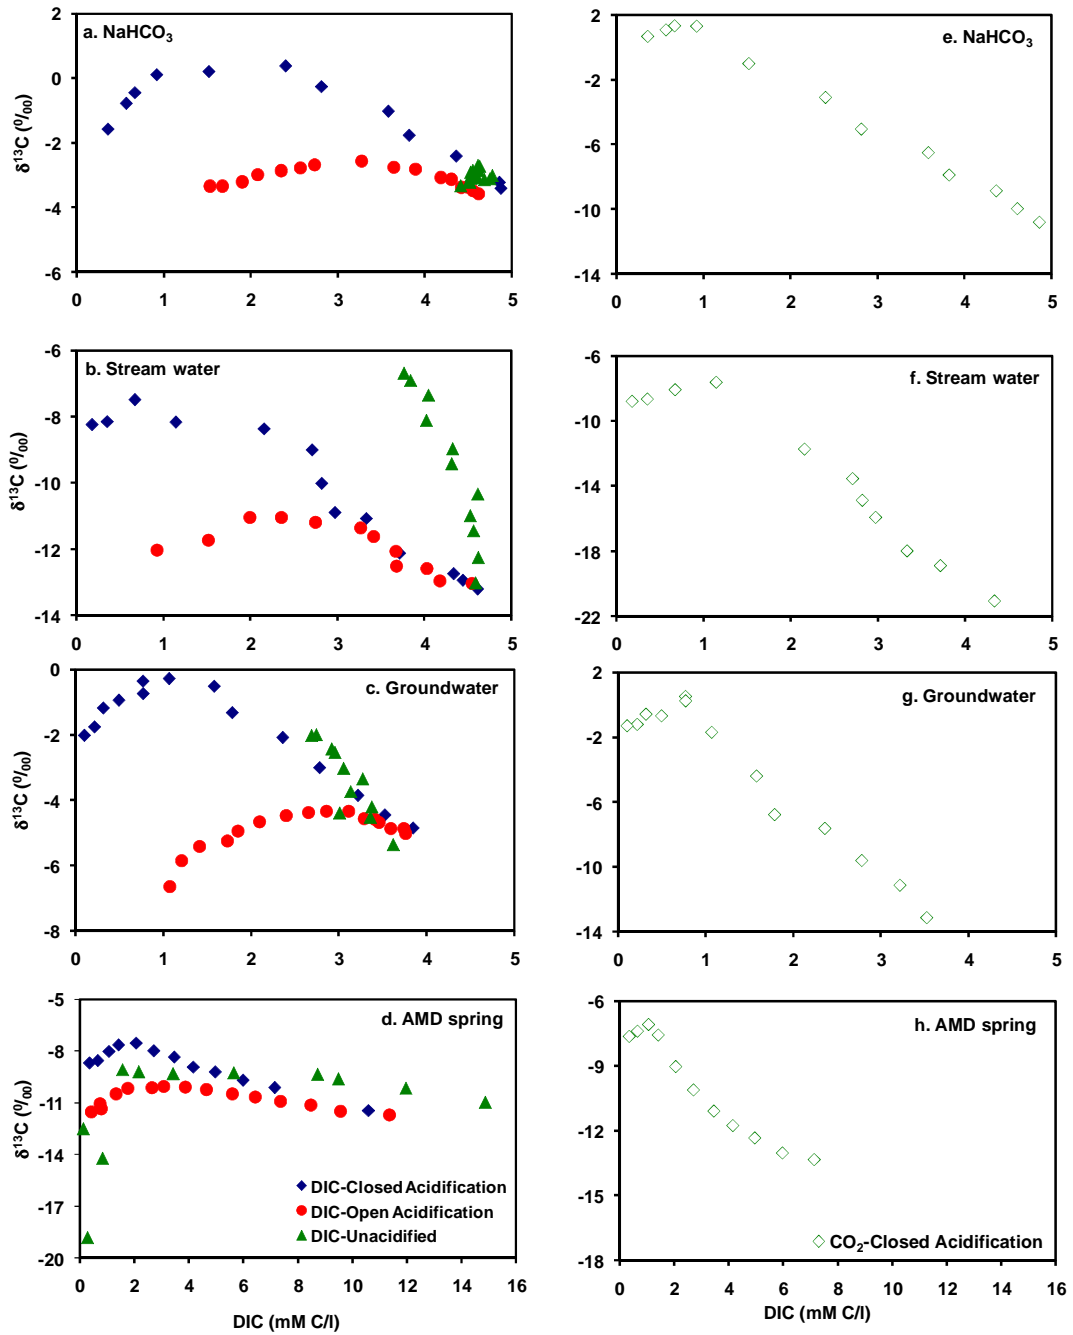 a. NaHCO3
2
0
-2
-4
-6
0 1 2 3 4 5
δ13C (0/00)
e. NaHCO3
2
-2
-6
-10
-14
0 1 2 3 4 5
b. Stream water
-6
-8
-10
-12
-14
0 1 2 3 4 5
δ13C (0/00)
f. Stream water
-6
-10
-14
-18
-22
0 1 2 3 4 5
c. Groundwater
0
-2
-4
-6
-8
0 1 2 3 4 5
δ13C (0/00)
g. Groundwater
2
-2
-6
-10
-14
0 1 2 3 4 5
d. AMD spring
-5
-8
-11
-14
-17
-20
0 2 4 6 8 10 12 14 16
δ13C (0/00)
DIC-Closed Acidification
DIC-Open Acidification
DIC-Unacidified
DIC (mM C/l)
h. AMD spring
-6
-9
-12
-15
-18
0 2 4 6 8 10 12 14 16
CO2-Closed Acidification
DIC (mM C/l)